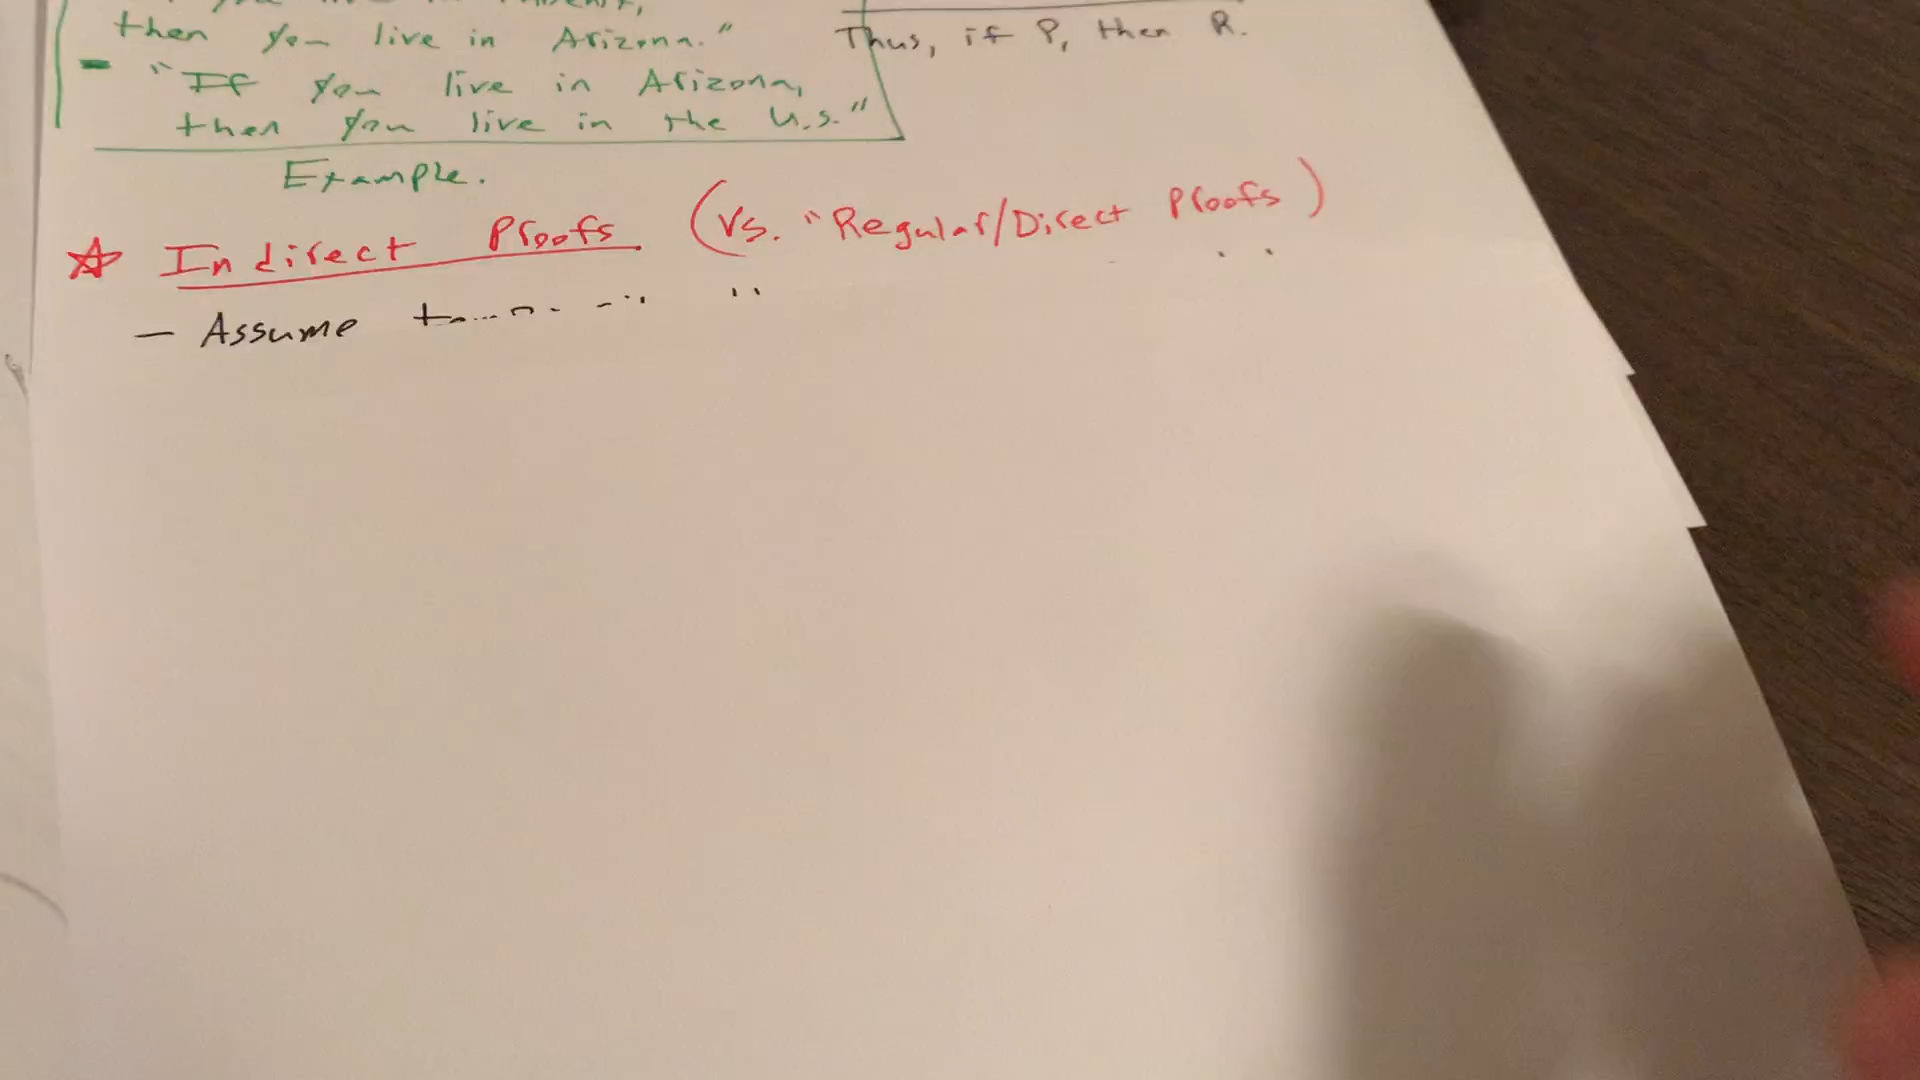 then you live in Arizona."
- "If you live in Arizona,
then you live in the U.S."
Example.
Thus, if P, then R.
☆ Indirect Proofs. (Vs. "Regular/Direct Proofs)
- Assume